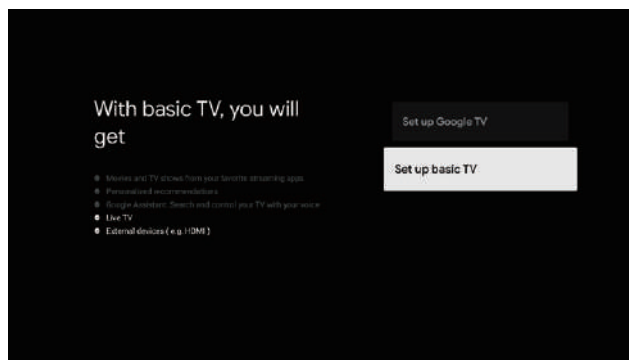 With basic TV, you will
get
Movies and TV shows from your favorite streaming apps
Personalized recommendations
Google Assistant: Search and control your TV with your voice
Live TV
External devices ( e.g. HDMI )
Set up Google TV
Set up basic TV